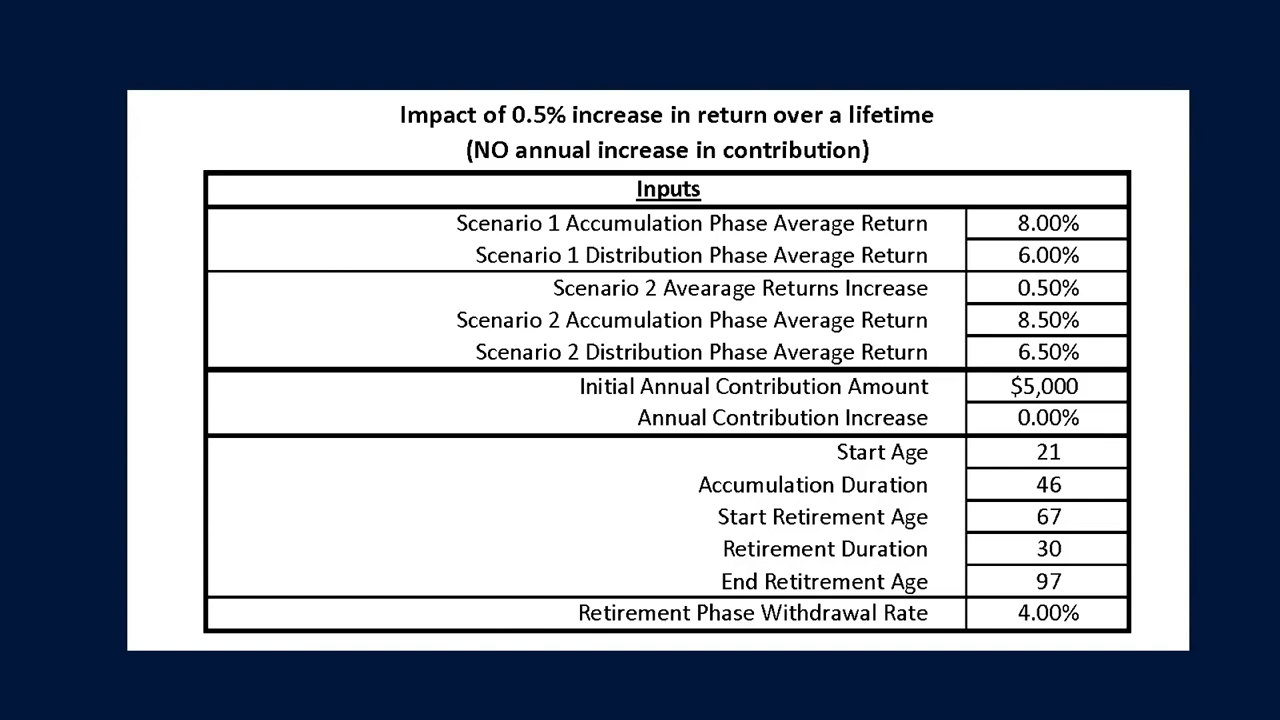 Impact of 0.5% increase in return over a lifetime
(NO annual increase in contribution)
Inputs
Scenario 1 Accumulation Phase Average Return 8.00%
Scenario 1 Distribution Phase Average Return 6.00%
Scenario 2 Avearage Returns Increase 0.50%
Scenario 2 Accumulation Phase Average Return 8.50%
Scenario 2 Distribution Phase Average Return 6.50%
Initial Annual Contribution Amount $5,000
Annual Contribution Increase 0.00%
Start Age 21
Accumulation Duration 46
Start Retirement Age 67
Retirement Duration 30
End Retitrement Age 97
Retirement Phase Withdrawal Rate 4.00%